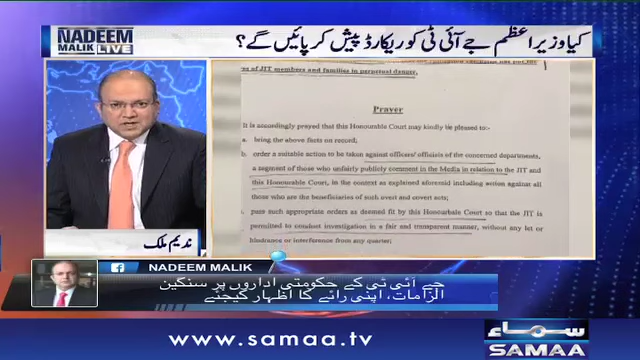 NADEEM
MALIK LIVE
کیا وزیراعظم جے آئی ٹی کو ریکارڈ پیش کر پائیں گے؟
of JIT members and families in perpetual danger,
Prayer
It is accordingly prayed that this Honourable Court may kindly be pleased to:-
a. bring the above facts on record;
b. order a suitable action to be taken against officers/officials of the concerned departments,
a segment of those who unfairly publicly comment in the Media in relation to the JIT and
this Honourable Court, in the context as explained aforesaid including action against all
those who are the beneficiaries of such overt and covert acts;
pass such appropriate orders as deemed fit by this Honourable Court so that the JIT is
permitted to conduct investigation in a fair and transparent manner, without any let or
hindrance or interference from any quarter;
ندیم ملک
NADEEM MALIK
جے آئی ٹی کے حکومتی اداروں پر سنگین
الزامات، اپنی رائے کا اظہار کیجئے
www.samaa.tv
سماء
SAMAA